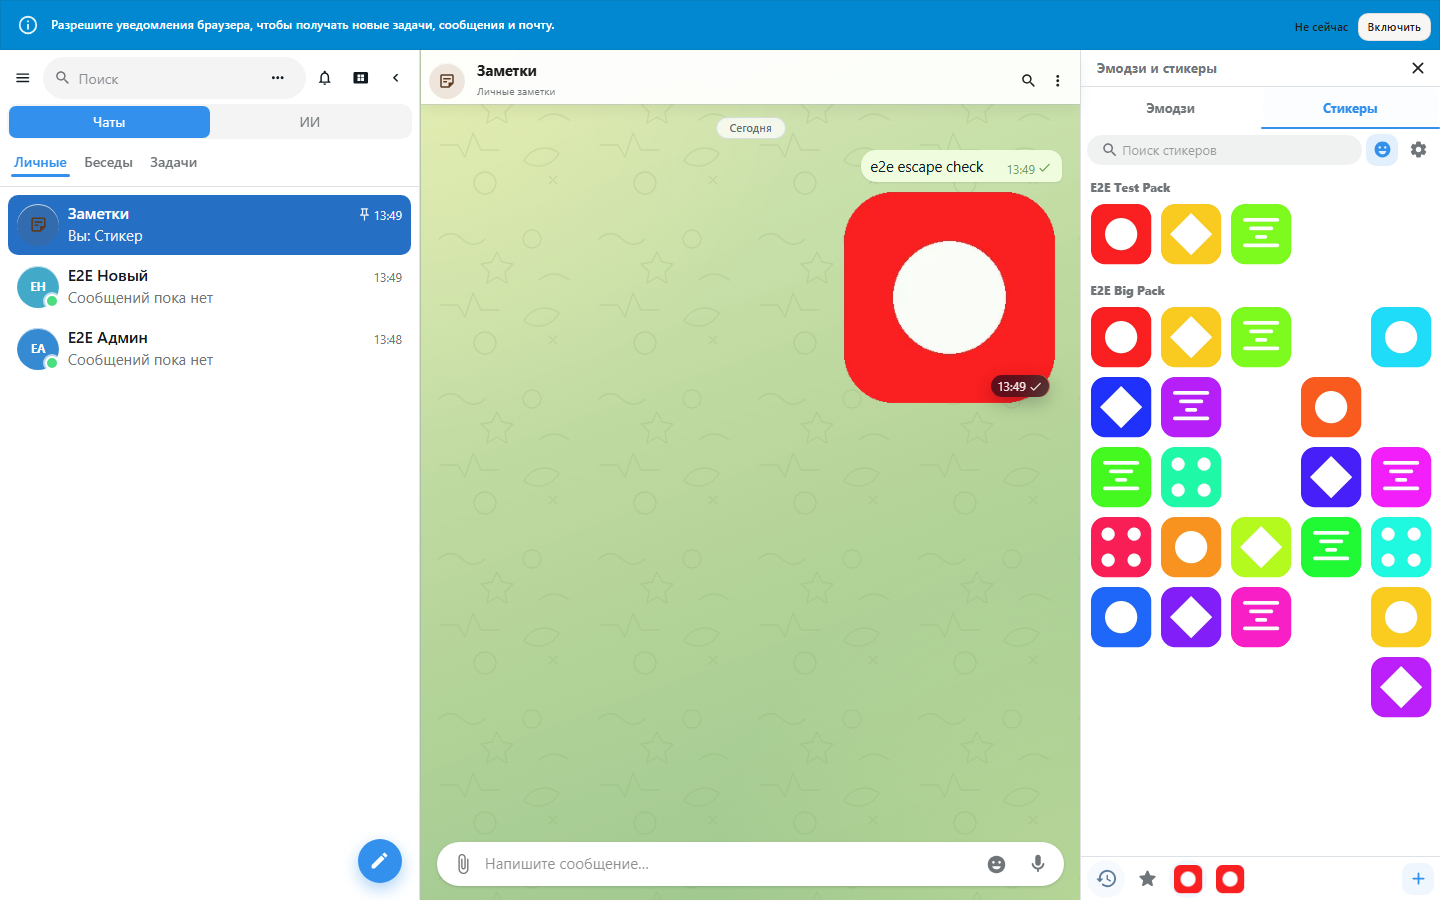 Разрешите уведомления браузера, чтобы получать новые задачи, сообщения и почту.
Не сейчас
Включить
Поиск
Чаты
ИИ
Личные
Беседы
Задачи
Заметки
13:49
Вы: Стикер
EH
E2E Новый
13:49
Сообщений пока нет
EA
E2E Админ
13:48
Сообщений пока нет
Заметки
Личные заметки
Сегодня
e2e escape check
13:49
13:49
Напишите сообщение...
Эмодзи и стикеры
Эмодзи
Стикеры
Поиск стикеров
E2E Test Pack
E2E Big Pack